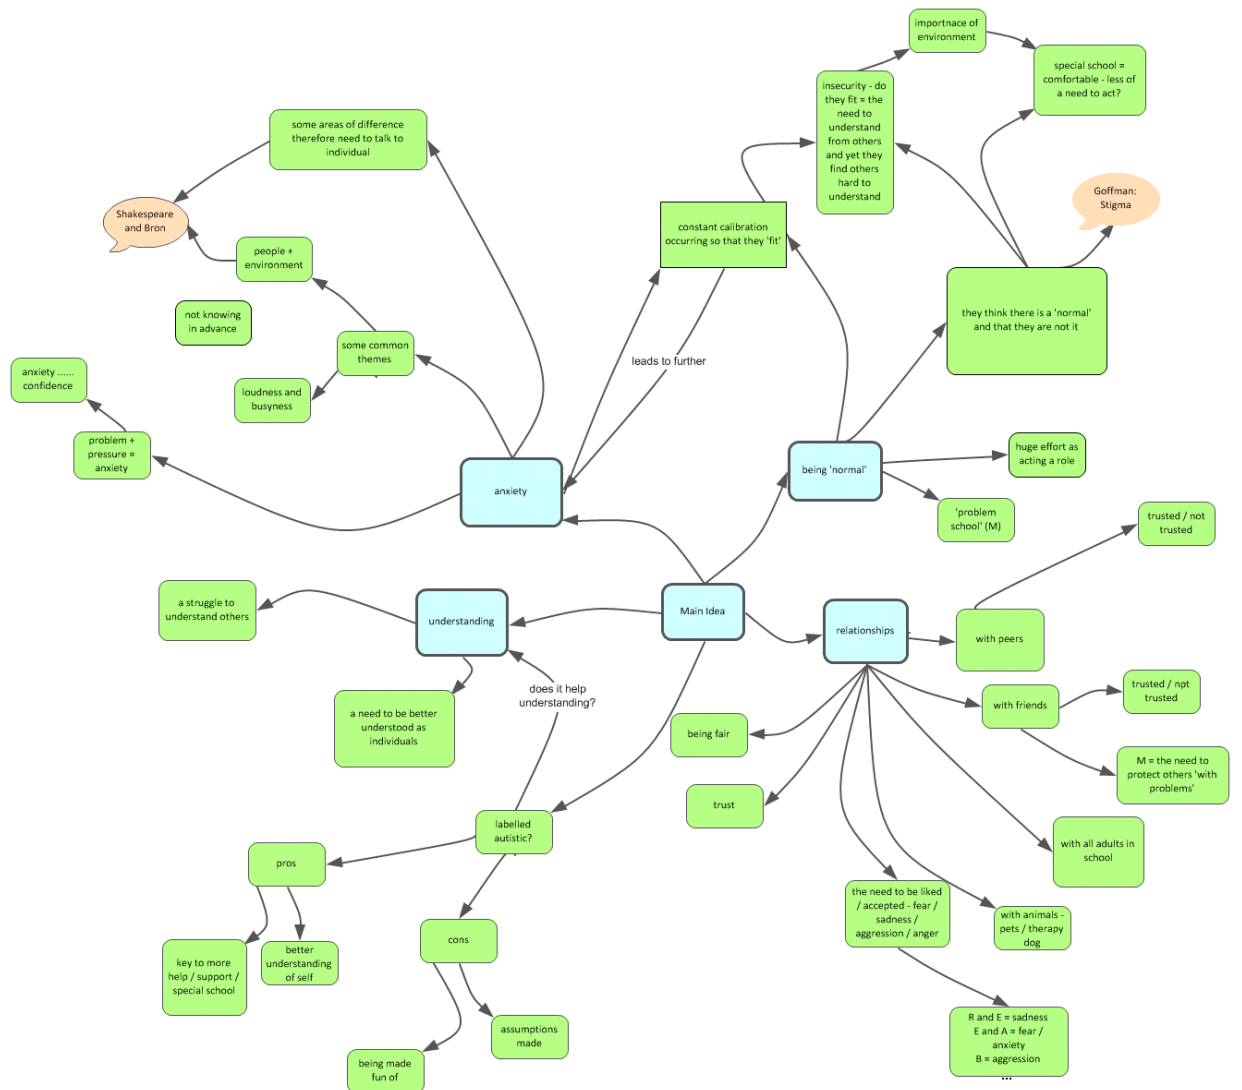 importnace of
environment
special school =
comfortable - less of
a need to act?
insecurity - do
they fit = the
need to
understand
from others
and yet they
find others
hard to
understand
some areas of difference
therefore need to talk to
individual
Goffman:
Stigma
Shakespeare
and Bron
constant calibration
occurring so that they 'fit'
people +
environment
not knowing
in advance
they think there is a 'normal'
and that they are not it
some common
themes
leads to further
anxiety ......
confidence
loudness and
busyness
problem +
pressure =
anxiety
huge effort as
acting a role
being 'normal'
anxiety
'problem
school' (M)
trusted / not
trusted
a struggle to
understand others
understanding
Main Idea
relationships
with peers
does it help
understanding?
trusted / npt
trusted
with friends
a need to be better
understood as
individuals
being fair
M = the need to
protect others 'with
problems'
trust
labelled
autistic?
with all adults in
school
pros
the need to be liked
/ accepted - fear /
sadness /
aggression / anger
with animals -
pets / therapy
dog
cons
key to more
help / support /
special school
better
understanding
of self
assumptions
made
R and E = sadness
E and A = fear /
anxiety
B = aggression
...
being made
fun of